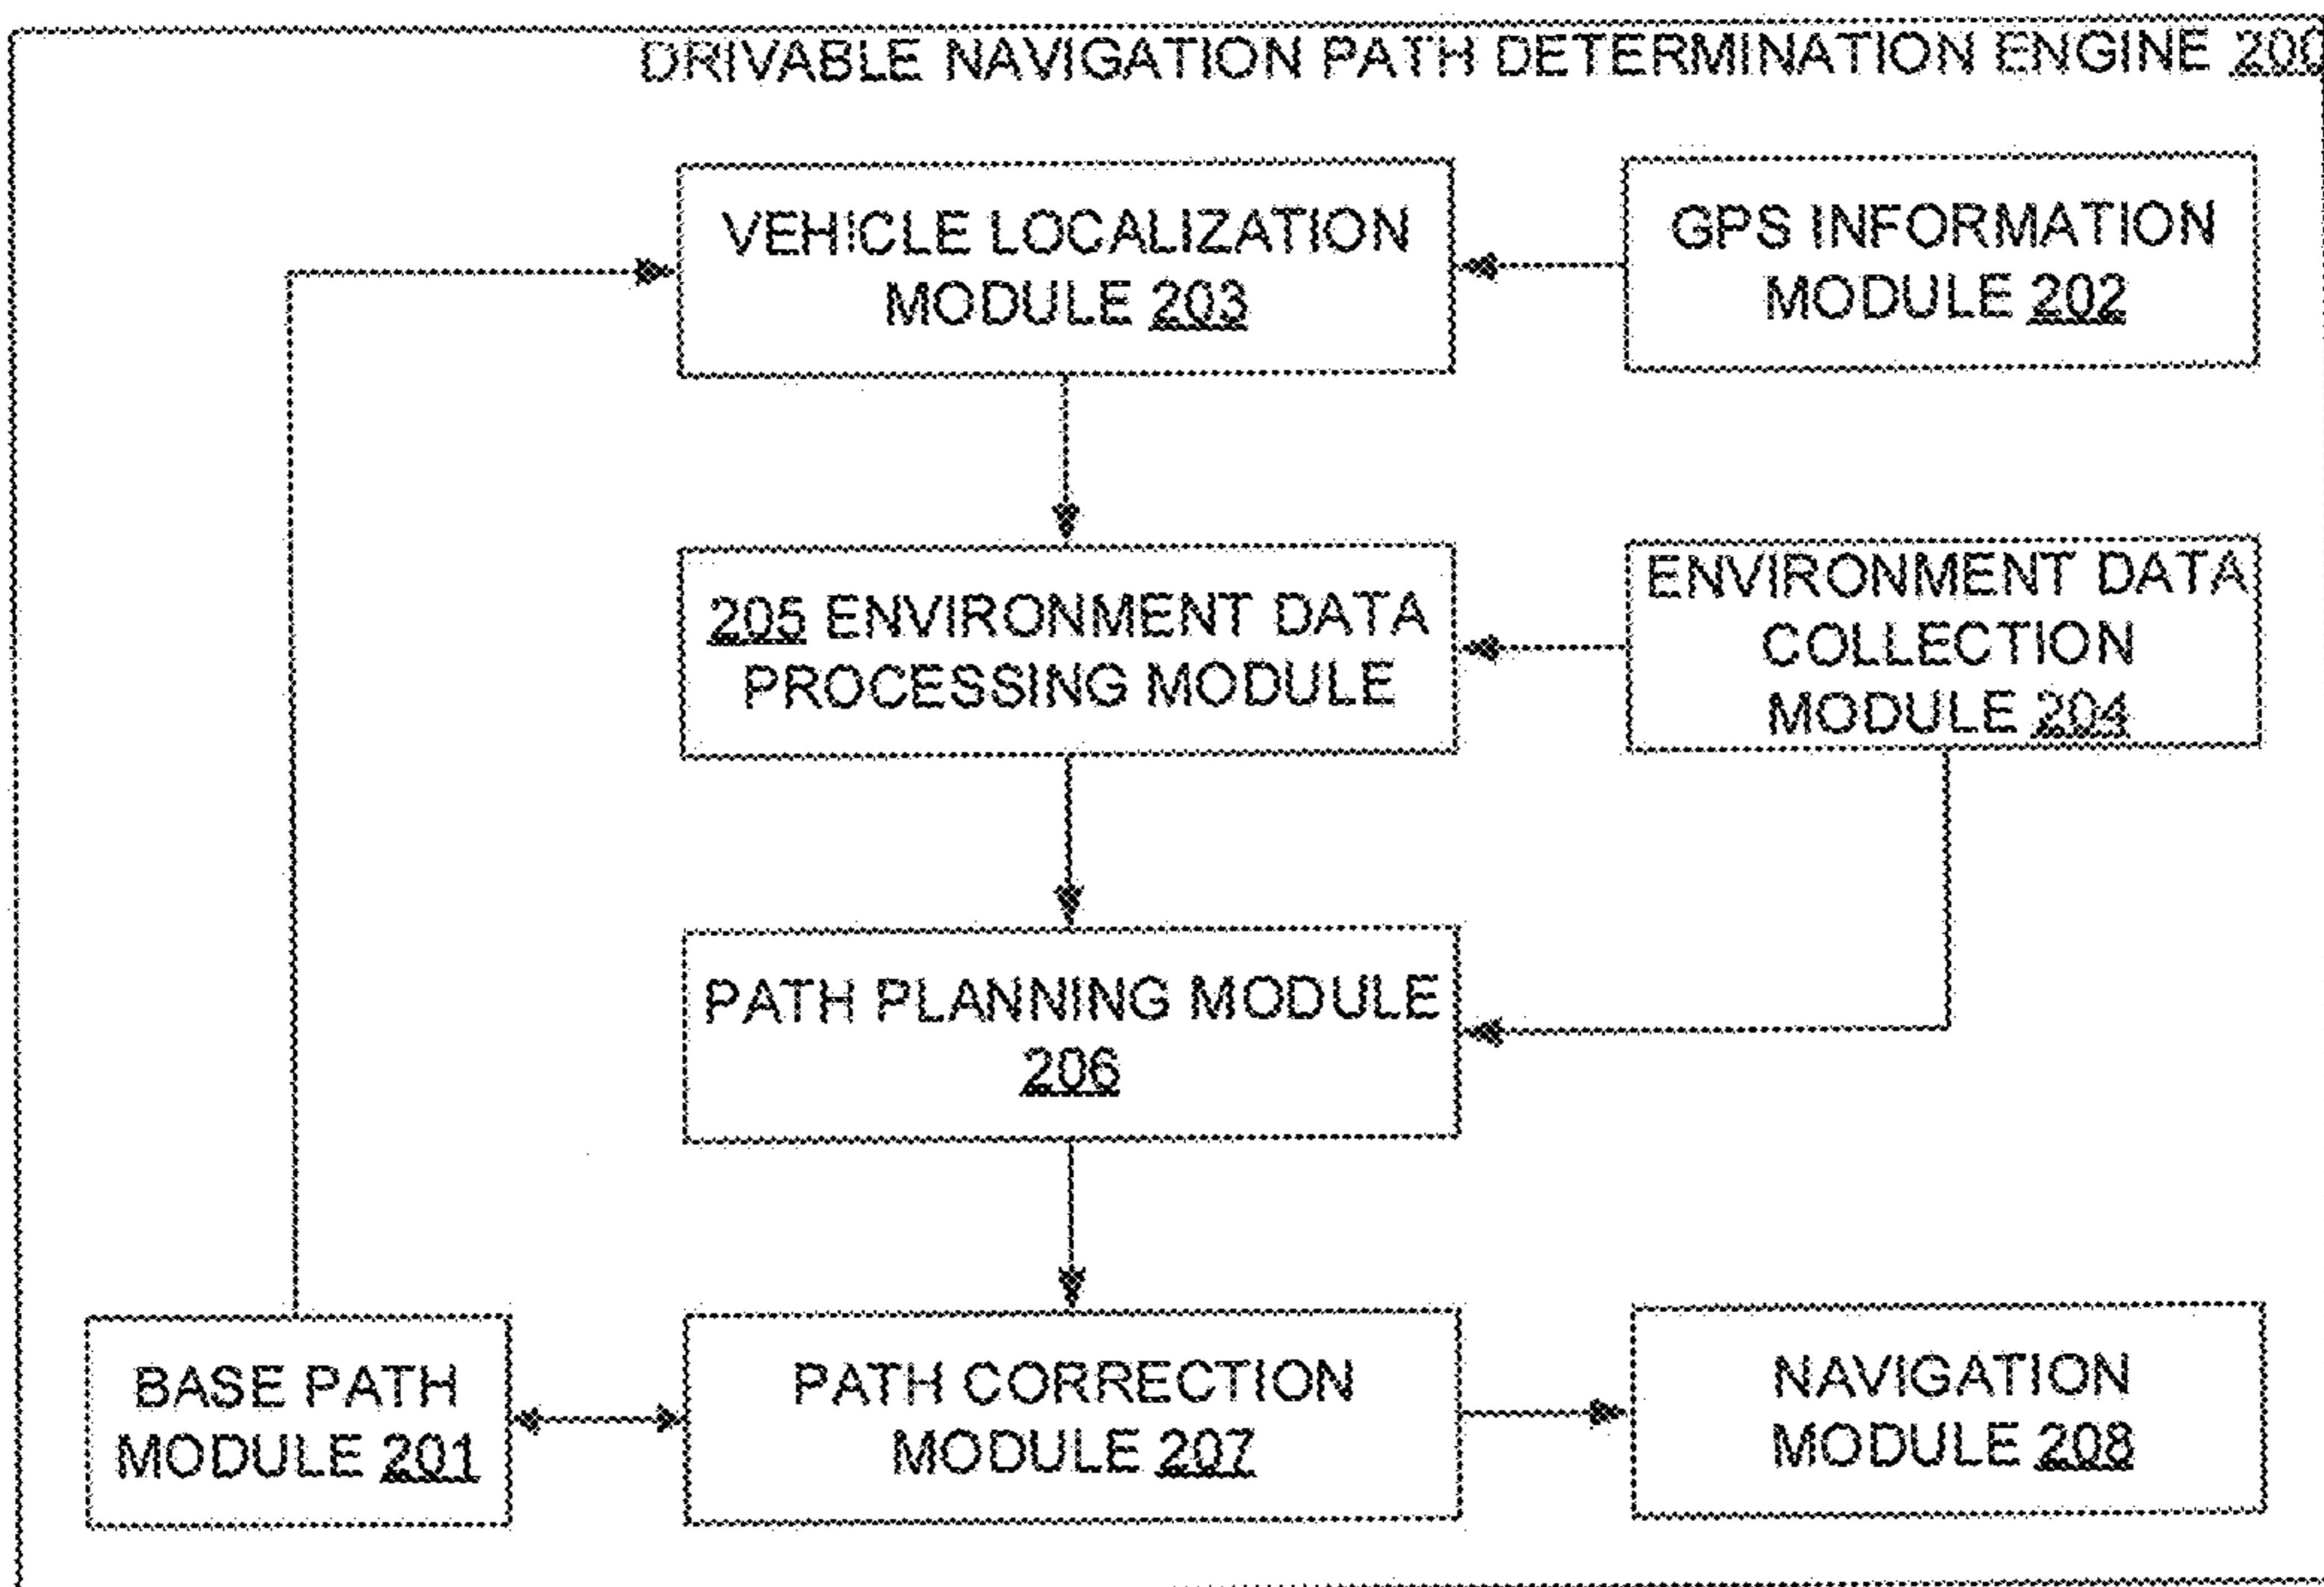 DRIVABLE NAVIGATION PATH DETERMINATION ENGINE 200
VEHICLE LOCALIZATION
MODULE 203
GPS INFORMATION
MODULE 202
205 ENVIRONMENT DATA
PROCESSING MODULE
ENVIRONMENT DATA
COLLECTION
MODULE 204
PATH PLANNING MODULE
206
BASE PATH
MODULE 201
PATH CORRECTION
MODULE 207
NAVIGATION
MODULE 208